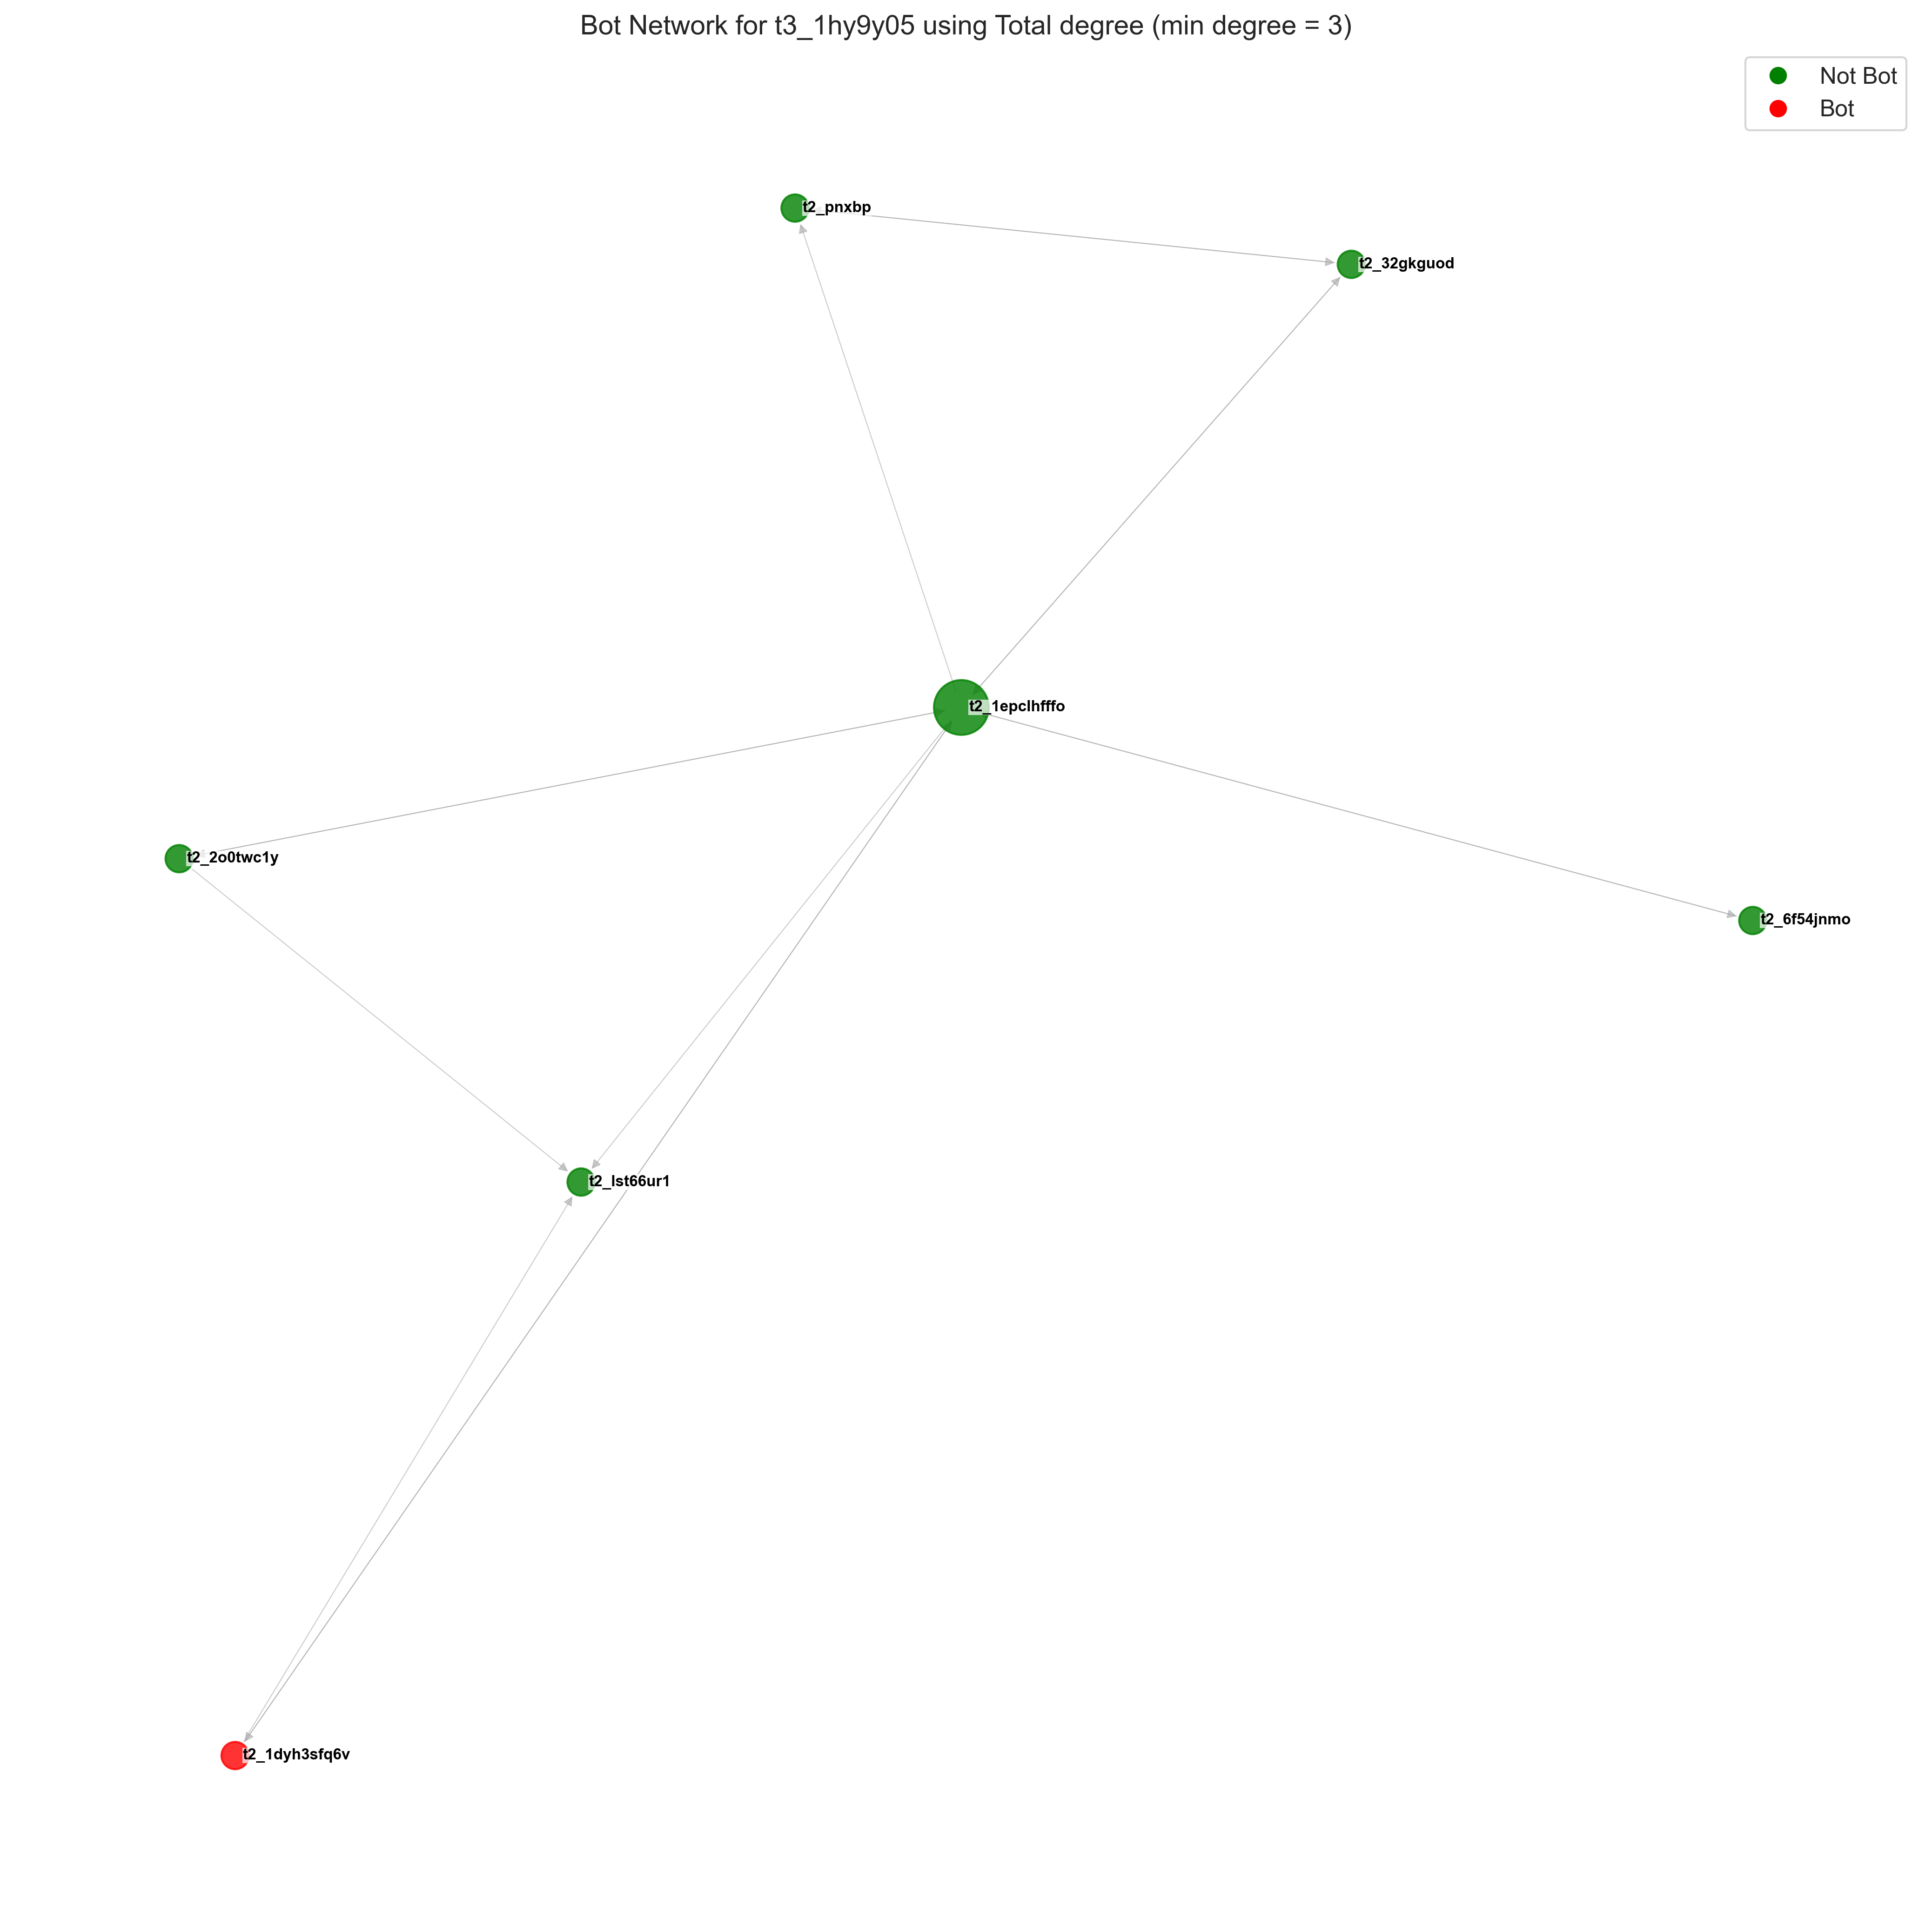 Bot Network for t3_1hy9y05 using Total degree (min degree = 3)
Not Bot
Bot
t2_pnxbp
t2_32gkguod
t2_1epclhfffo
t2_2o0twc1y
t2_6f54jnmo
t2_lst66ur1
t2_1dyh3sfq6v